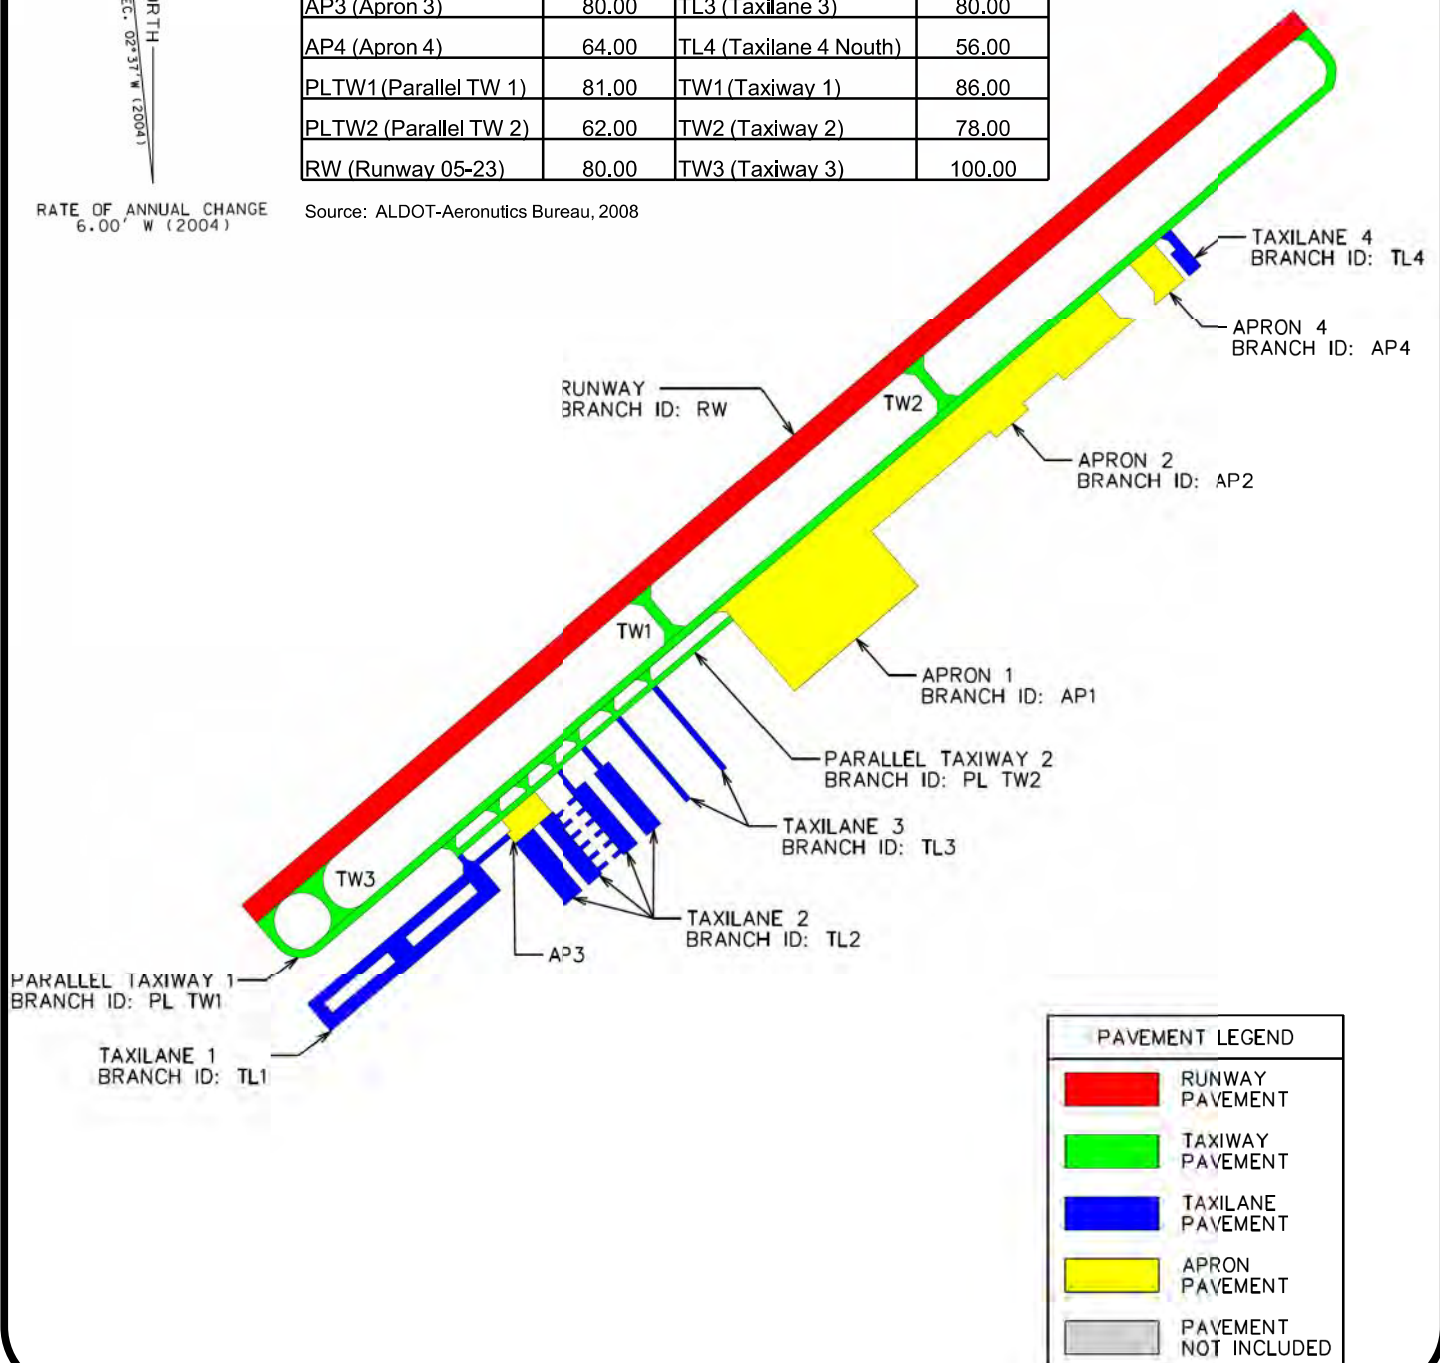 RTH
EC. 02°37'W (2004)
RATE OF ANNUAL CHANGE
6.00' W (2004)
AP3 (Apron 3) 80.00 TL3 (Taxilane 3) 80.00
AP4 (Apron 4) 64.00 TL4 (Taxilane 4 Nouth) 56.00
PLTW1 (Parallel TW 1) 81.00 TW1 (Taxiway 1) 86.00
PLTW2 (Parallel TW 2) 62.00 TW2 (Taxiway 2) 78.00
RW (Runway 05-23) 80.00 TW3 (Taxiway 3) 100.00
Source: ALDOT-Aeronutics Bureau, 2008
TAXILANE 4
BRANCH ID: TL4
APRON 4
BRANCH ID: AP4
RUNWAY
BRANCH ID: RW
TW2
APRON 2
BRANCH ID: AP2
TW1
APRON 1
BRANCH ID: AP1
PARALLEL TAXIWAY 2
BRANCH ID: PL TW2
TAXILANE 3
BRANCH ID: TL3
TW3
TAXILANE 2
BRANCH ID: TL2
AP3
PARALLEL TAXIWAY 1
BRANCH ID: PL TW1
TAXILANE 1
BRANCH ID: TL1
PAVEMENT LEGEND
RUNWAY
PAVEMENT
TAXIWAY
PAVEMENT
TAXILANE
PAVEMENT
APRON
PAVEMENT
PAVEMENT
NOT INCLUDED